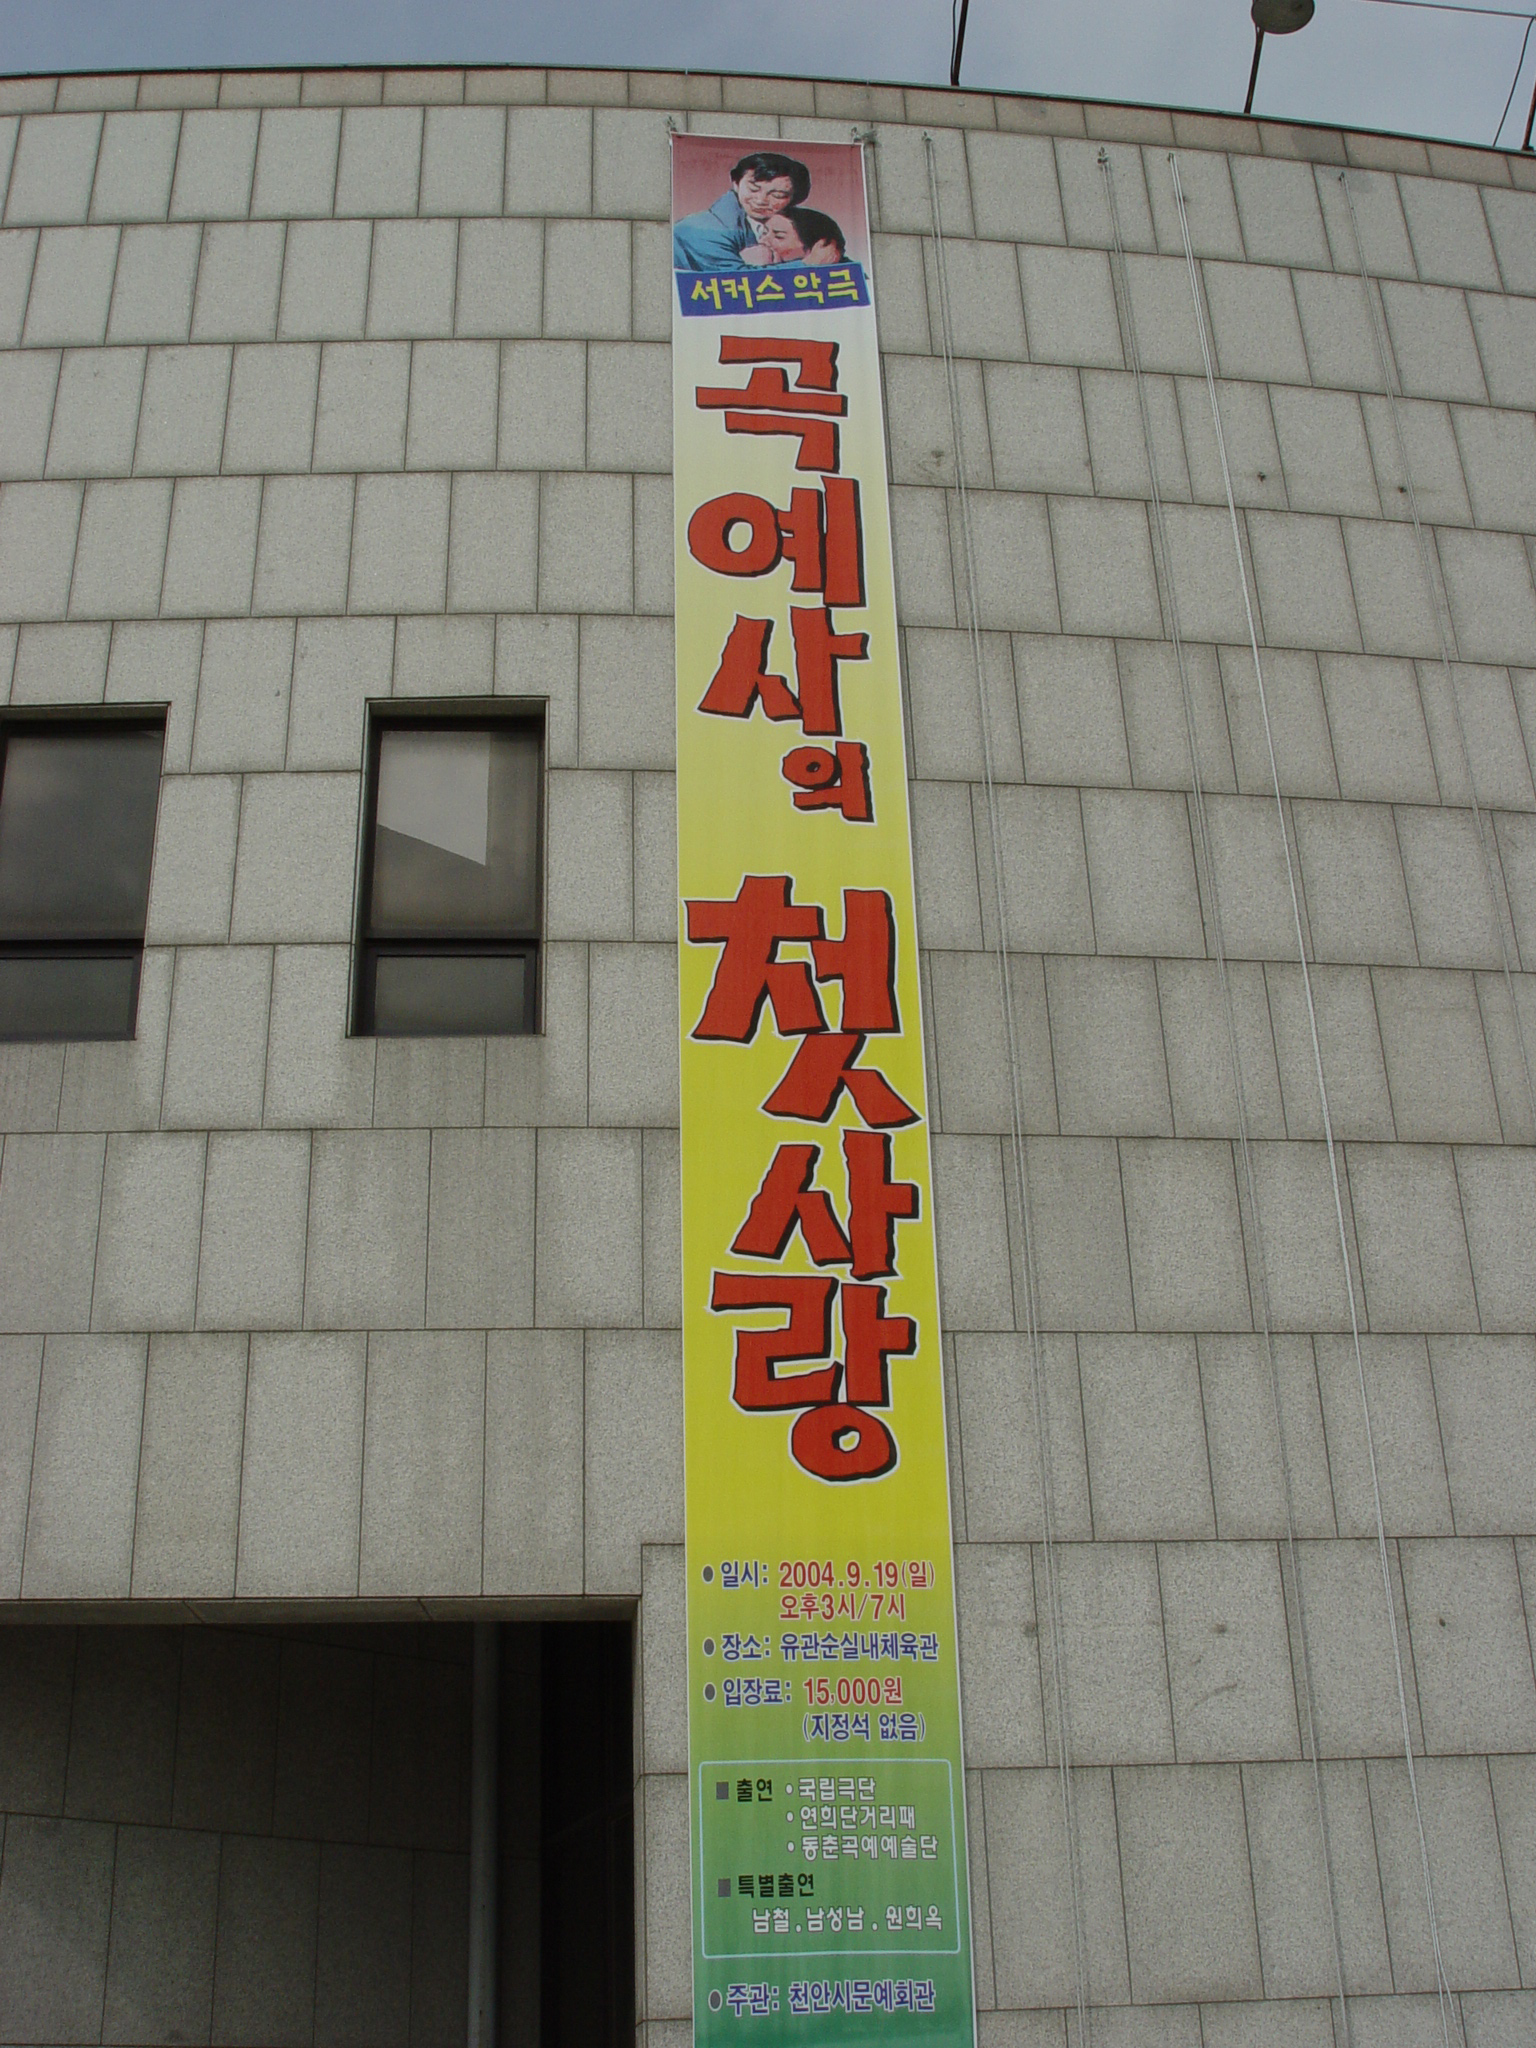 서커스 악극
곡예사의
첫사랑
●일시: 2004.9.19(일)
오후3시/7시
●장소: 유관순실내체육관
●입장료: 15,000원
(지정석 없음)
■출연 •국립극단
•연희단거리패
•동춘곡예예술단
■특별출연
남철.남성남.원희옥
●주관: 천안시문예회관